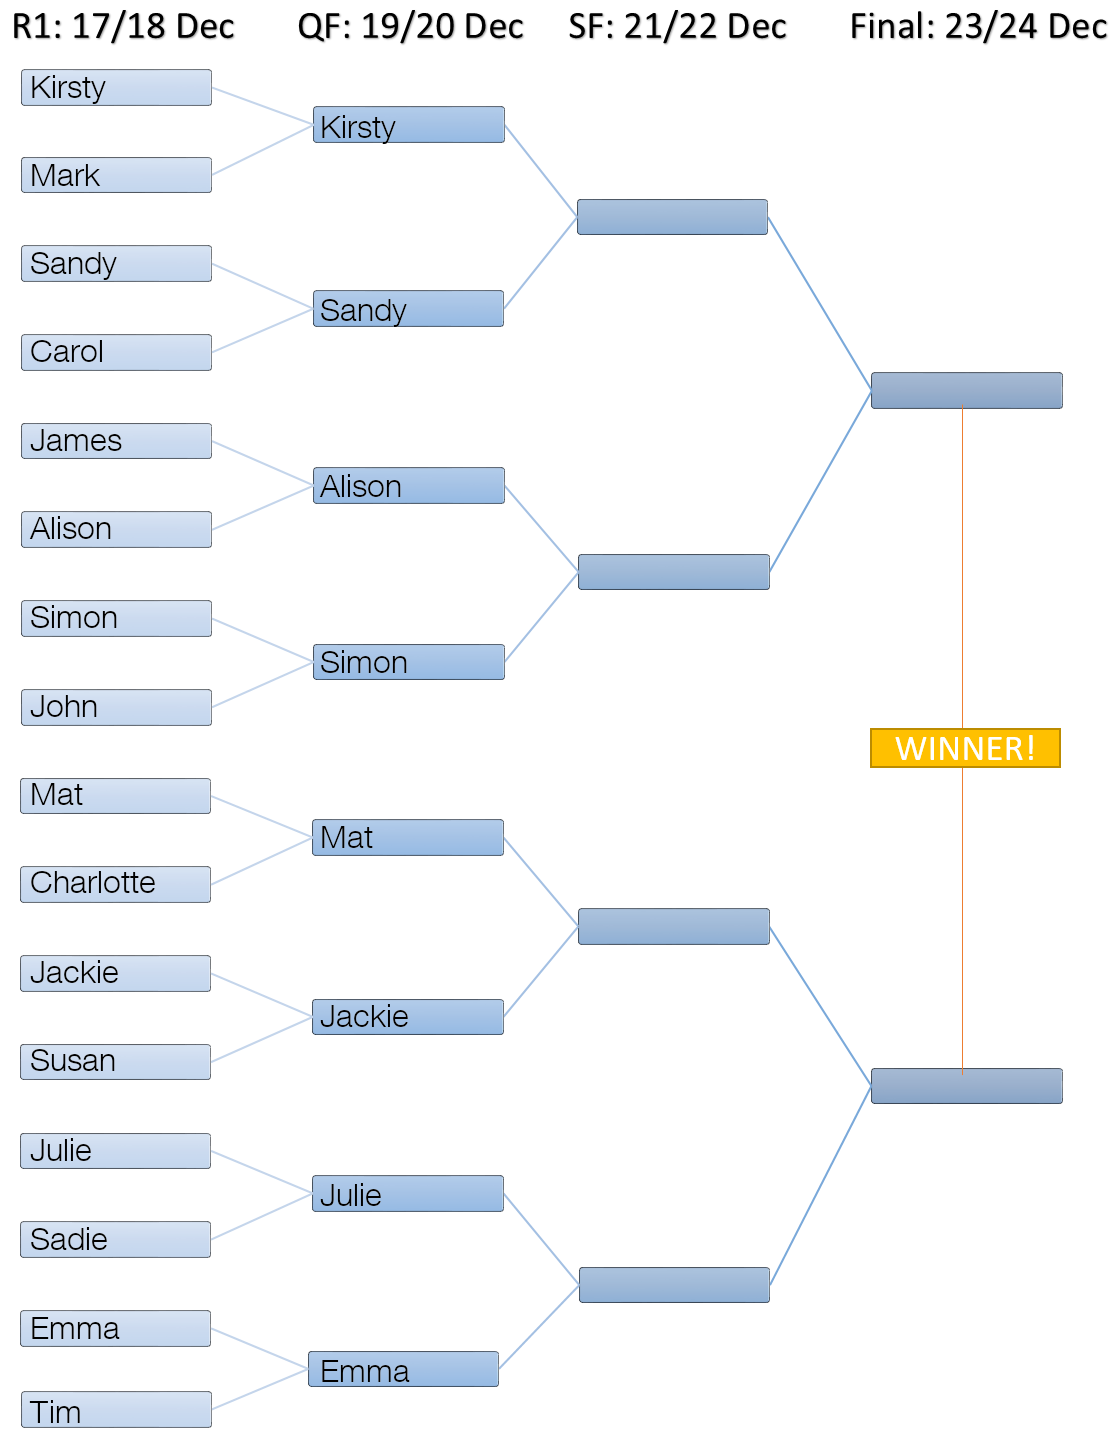 R1: 17/18 Dec
QF: 19/20 Dec
SF: 21/22 Dec
Final: 23/24 Dec
Kirsty
Mark
Sandy
Carol
James
Alison
Simon
John
Mat
Charlotte
Jackie
Susan
Julie
Sadie
Emma
Tim
Kirsty
Sandy
Alison
Simon
Mat
Jackie
Julie
Emma
WINNER!